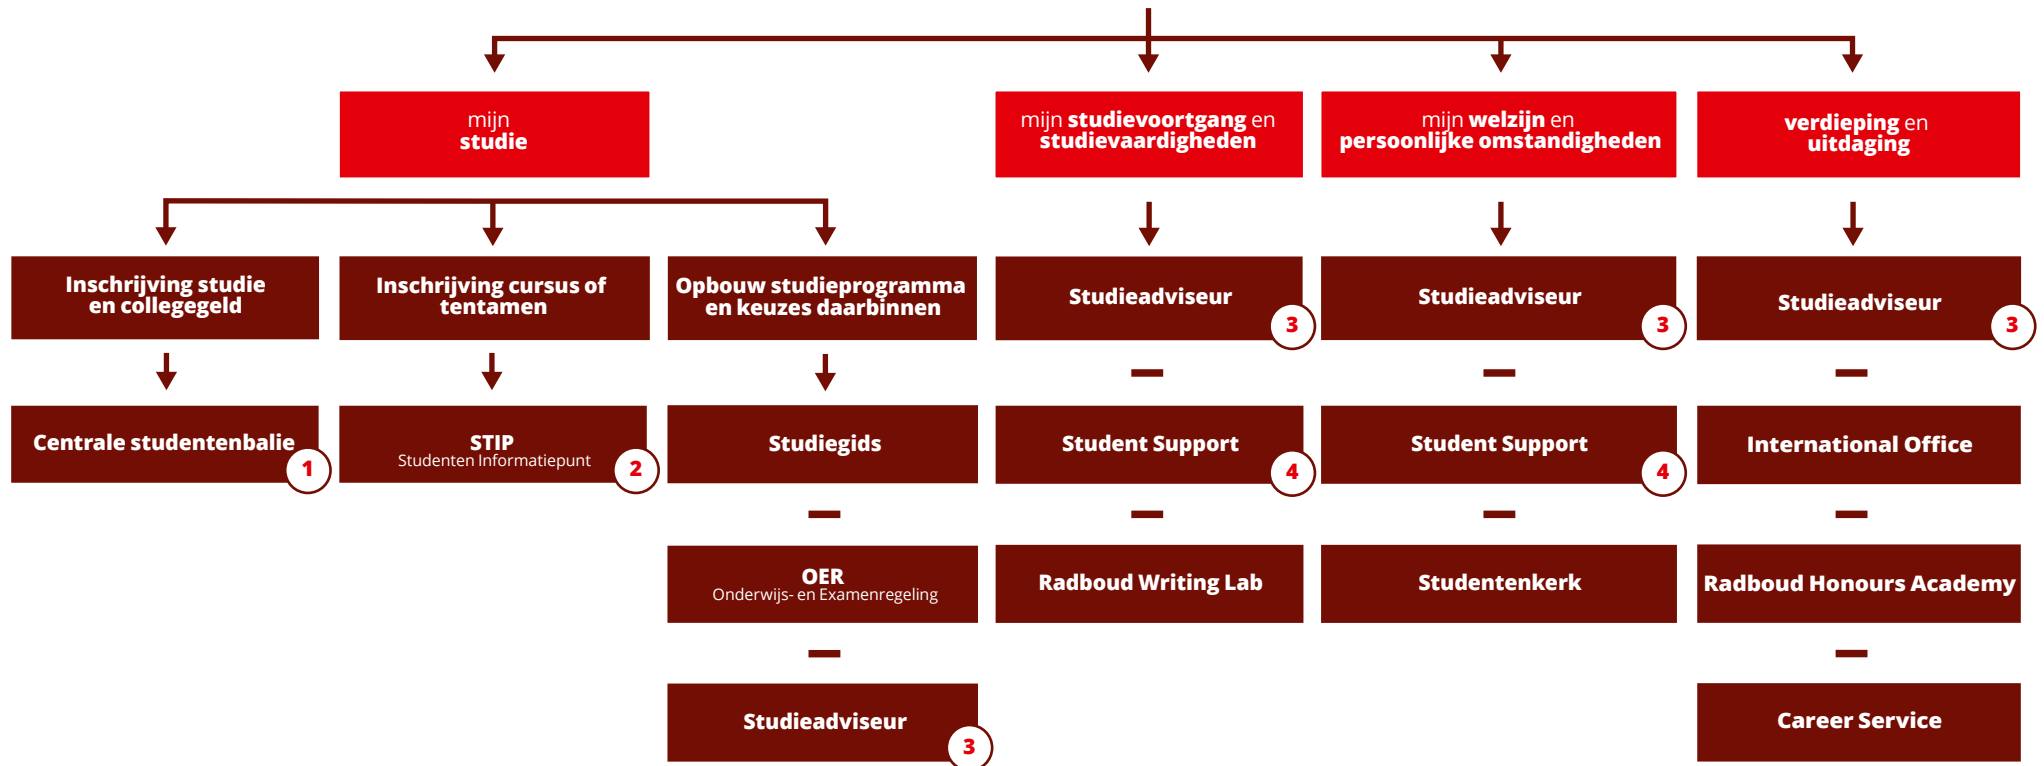 mijn
studie
mijn studievoortgang en
studievaardigheden
mijn welzijn en
persoonlijke omstandigheden
verdieping en
uitdaging
Inschrijving studie
en collegegeld
Inschrijving cursus of
tentamen
Opbouw studieprogramma
en keuzes daarbinnen
Studieadviseur
3
Studieadviseur
3
Studieadviseur
3
Centrale studentenbalie
1
STIP
Studenten Informatiepunt
2
Studiegids
Student Support
4
Student Support
4
International Office
OER
Onderwijs- en Examenregeling
Radboud Writing Lab
Studentenkerk
Radboud Honours Academy
Studieadviseur
3
Career Service